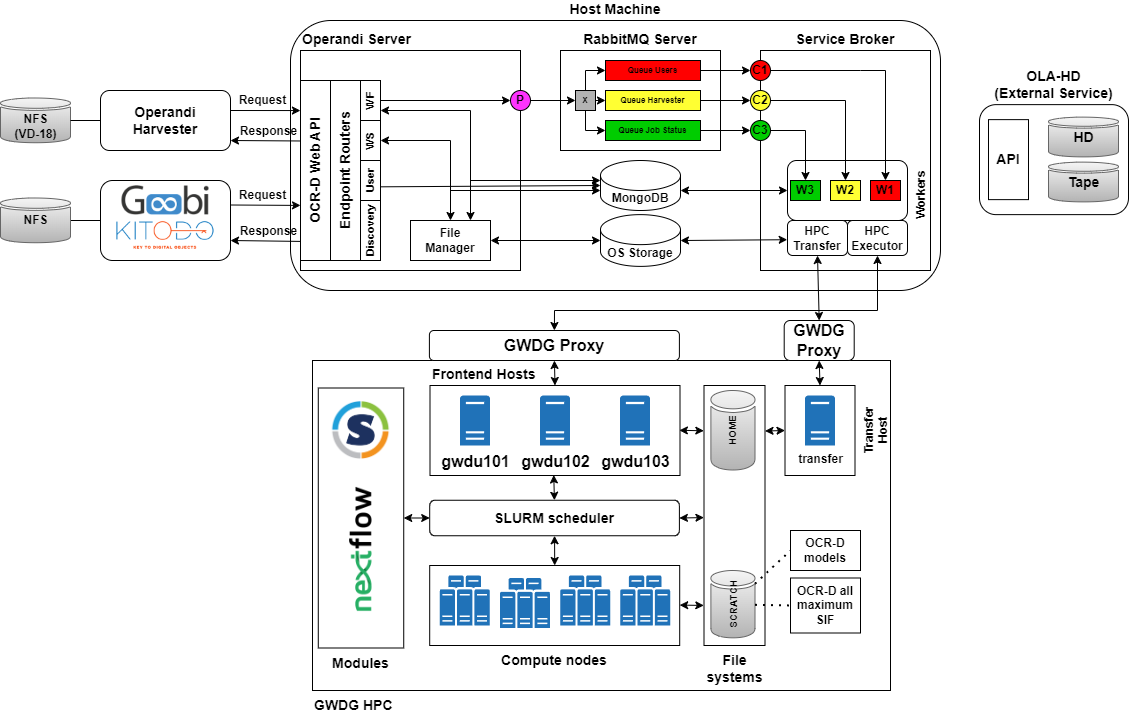 Host Machine
Operandi Server
RabbitMQ Server
Service Broker
NFS
(VD-18)
Operandi
Harvester
Request
Response
NFS
Goobi
KITODO
KEY TO DIGITAL OBJECTS
Request
Response
OCR-D Web API
Endpoint Routers
WF
WS
User
Discovery
P
File
Manager
X
Queue Users
Queue Harvester
Queue Job Status
MongoDB
OS Storage
C1
C2
C3
W3
W2
W1
Workers
HPC
Transfer
HPC
Executor
OLA-HD
(External Service)
API
HD
Tape
GWDG Proxy
GWDG
Proxy
Frontend Hosts
gwdu101
gwdu102
gwdu103
HOME
transfer
Transfer
Host
S
nextflow
Modules
SLURM scheduler
Compute nodes
SCRATCH
File
systems
OCR-D
models
OCR-D all
maximum
SIF
GWDG HPC